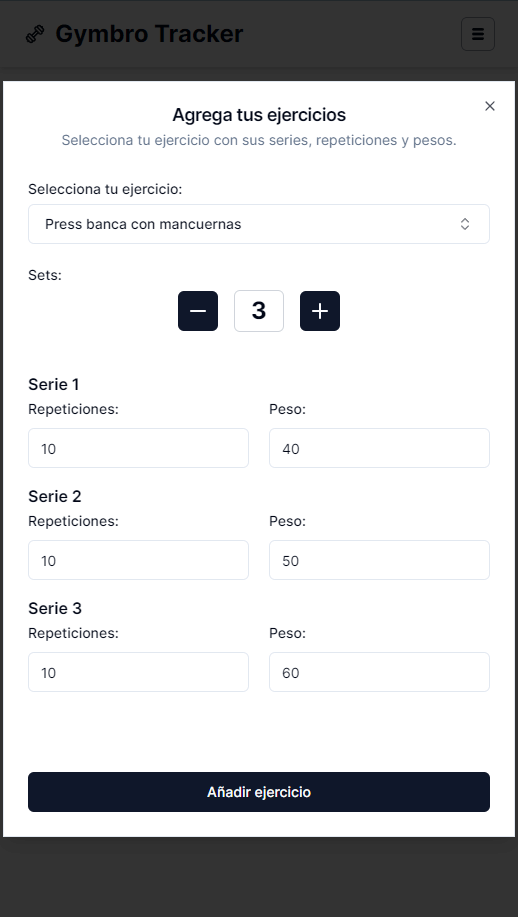 Gymbro Tracker
Agrega tus ejercicios
Selecciona tu ejercicio con sus series, repeticiones y pesos.
Selecciona tu ejercicio:
Press banca con mancuernas
Sets:
3
Serie 1
Repeticiones: Peso:
10 40
Serie 2
Repeticiones: Peso:
10 50
Serie 3
Repeticiones: Peso:
10 60
Añadir ejercicio